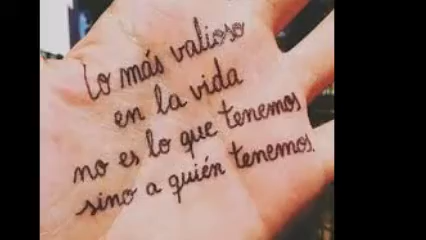 Lo más valioso
en la vida
no es lo que tenemos
sino a quién tenemos.